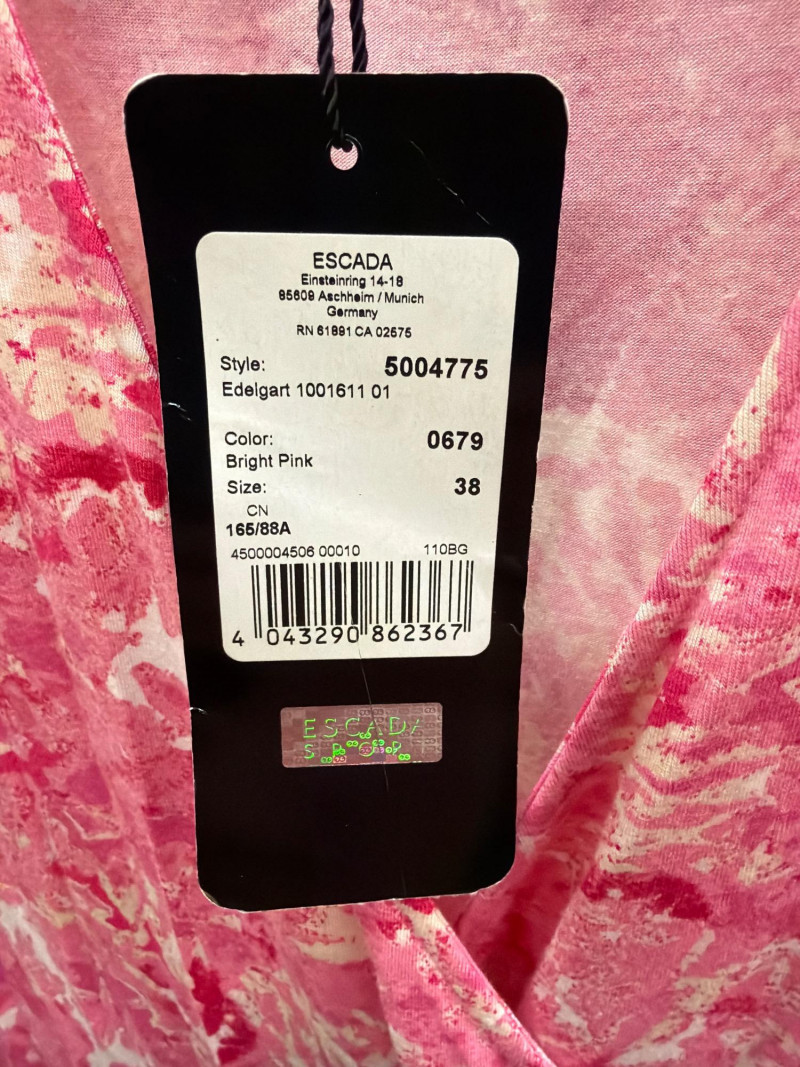 ESCADA
Einsteinring 14-18
85609 Aschheim / Munich
Germany
RN 61891 CA 02575
Style: 5004775
Edelgart 1001611 01
Color: 0679
Bright Pink
Size: 38
CN
165/88A
4500004506 00010 110BG
4 043290 862367
ESCADA
SPORT